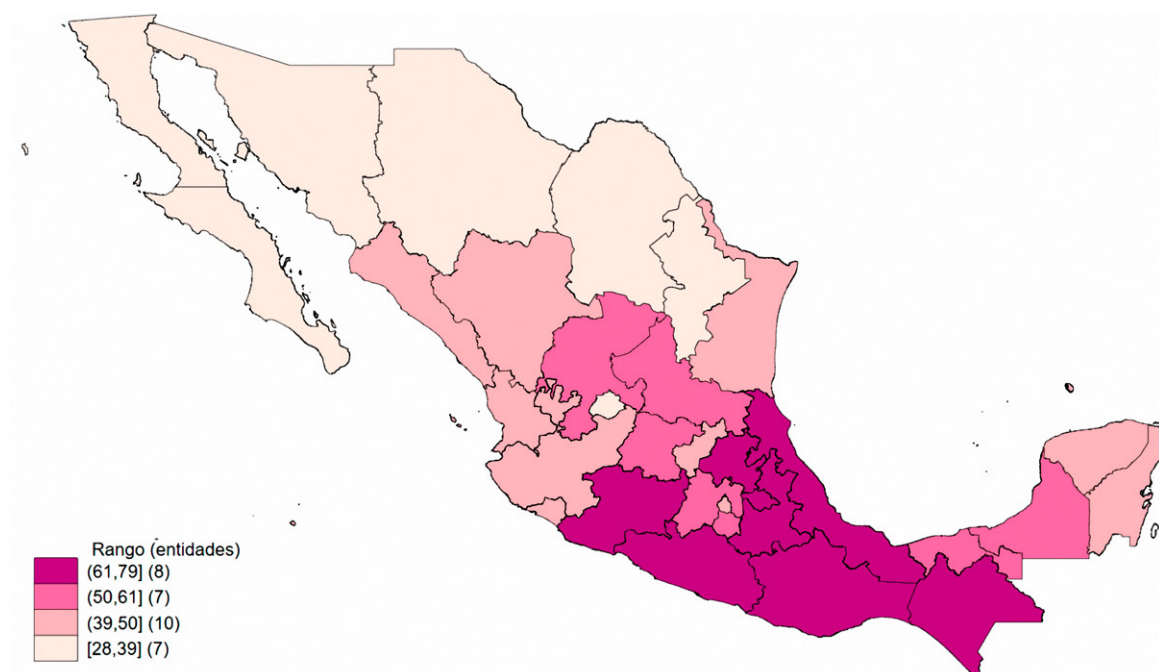 Rango (entidades)
(61,79] (8)
(50,61] (7)
(39,50] (10)
[28,39] (7)